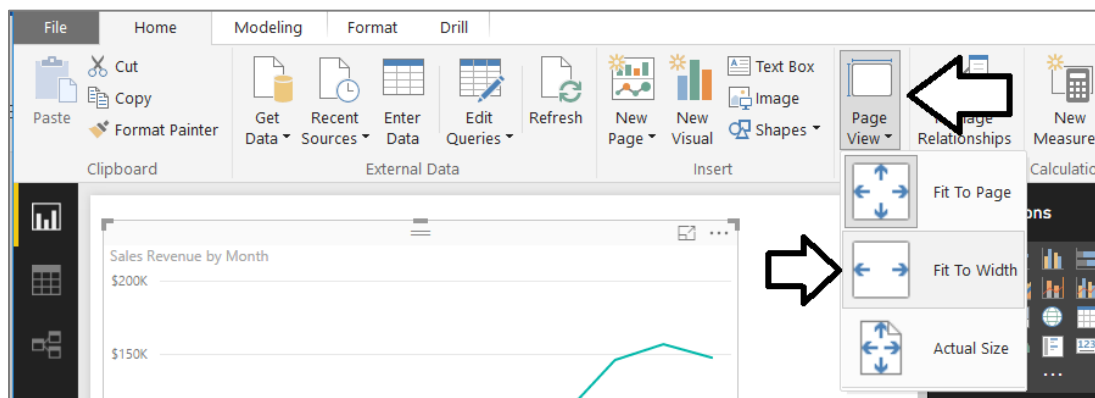 File Home Modeling Format Drill
Cut
Copy
Format Painter
Paste
Clipboard
Get Data
Recent Sources
Enter Data
Edit Queries
Refresh
External Data
New Page
New Visual
Text Box
Image
Shapes
Insert
Page View
Relationships
New Measure
Fit To Page
Fit To Width
Actual Size
Sales Revenue by Month
$200K
$150K
123
...